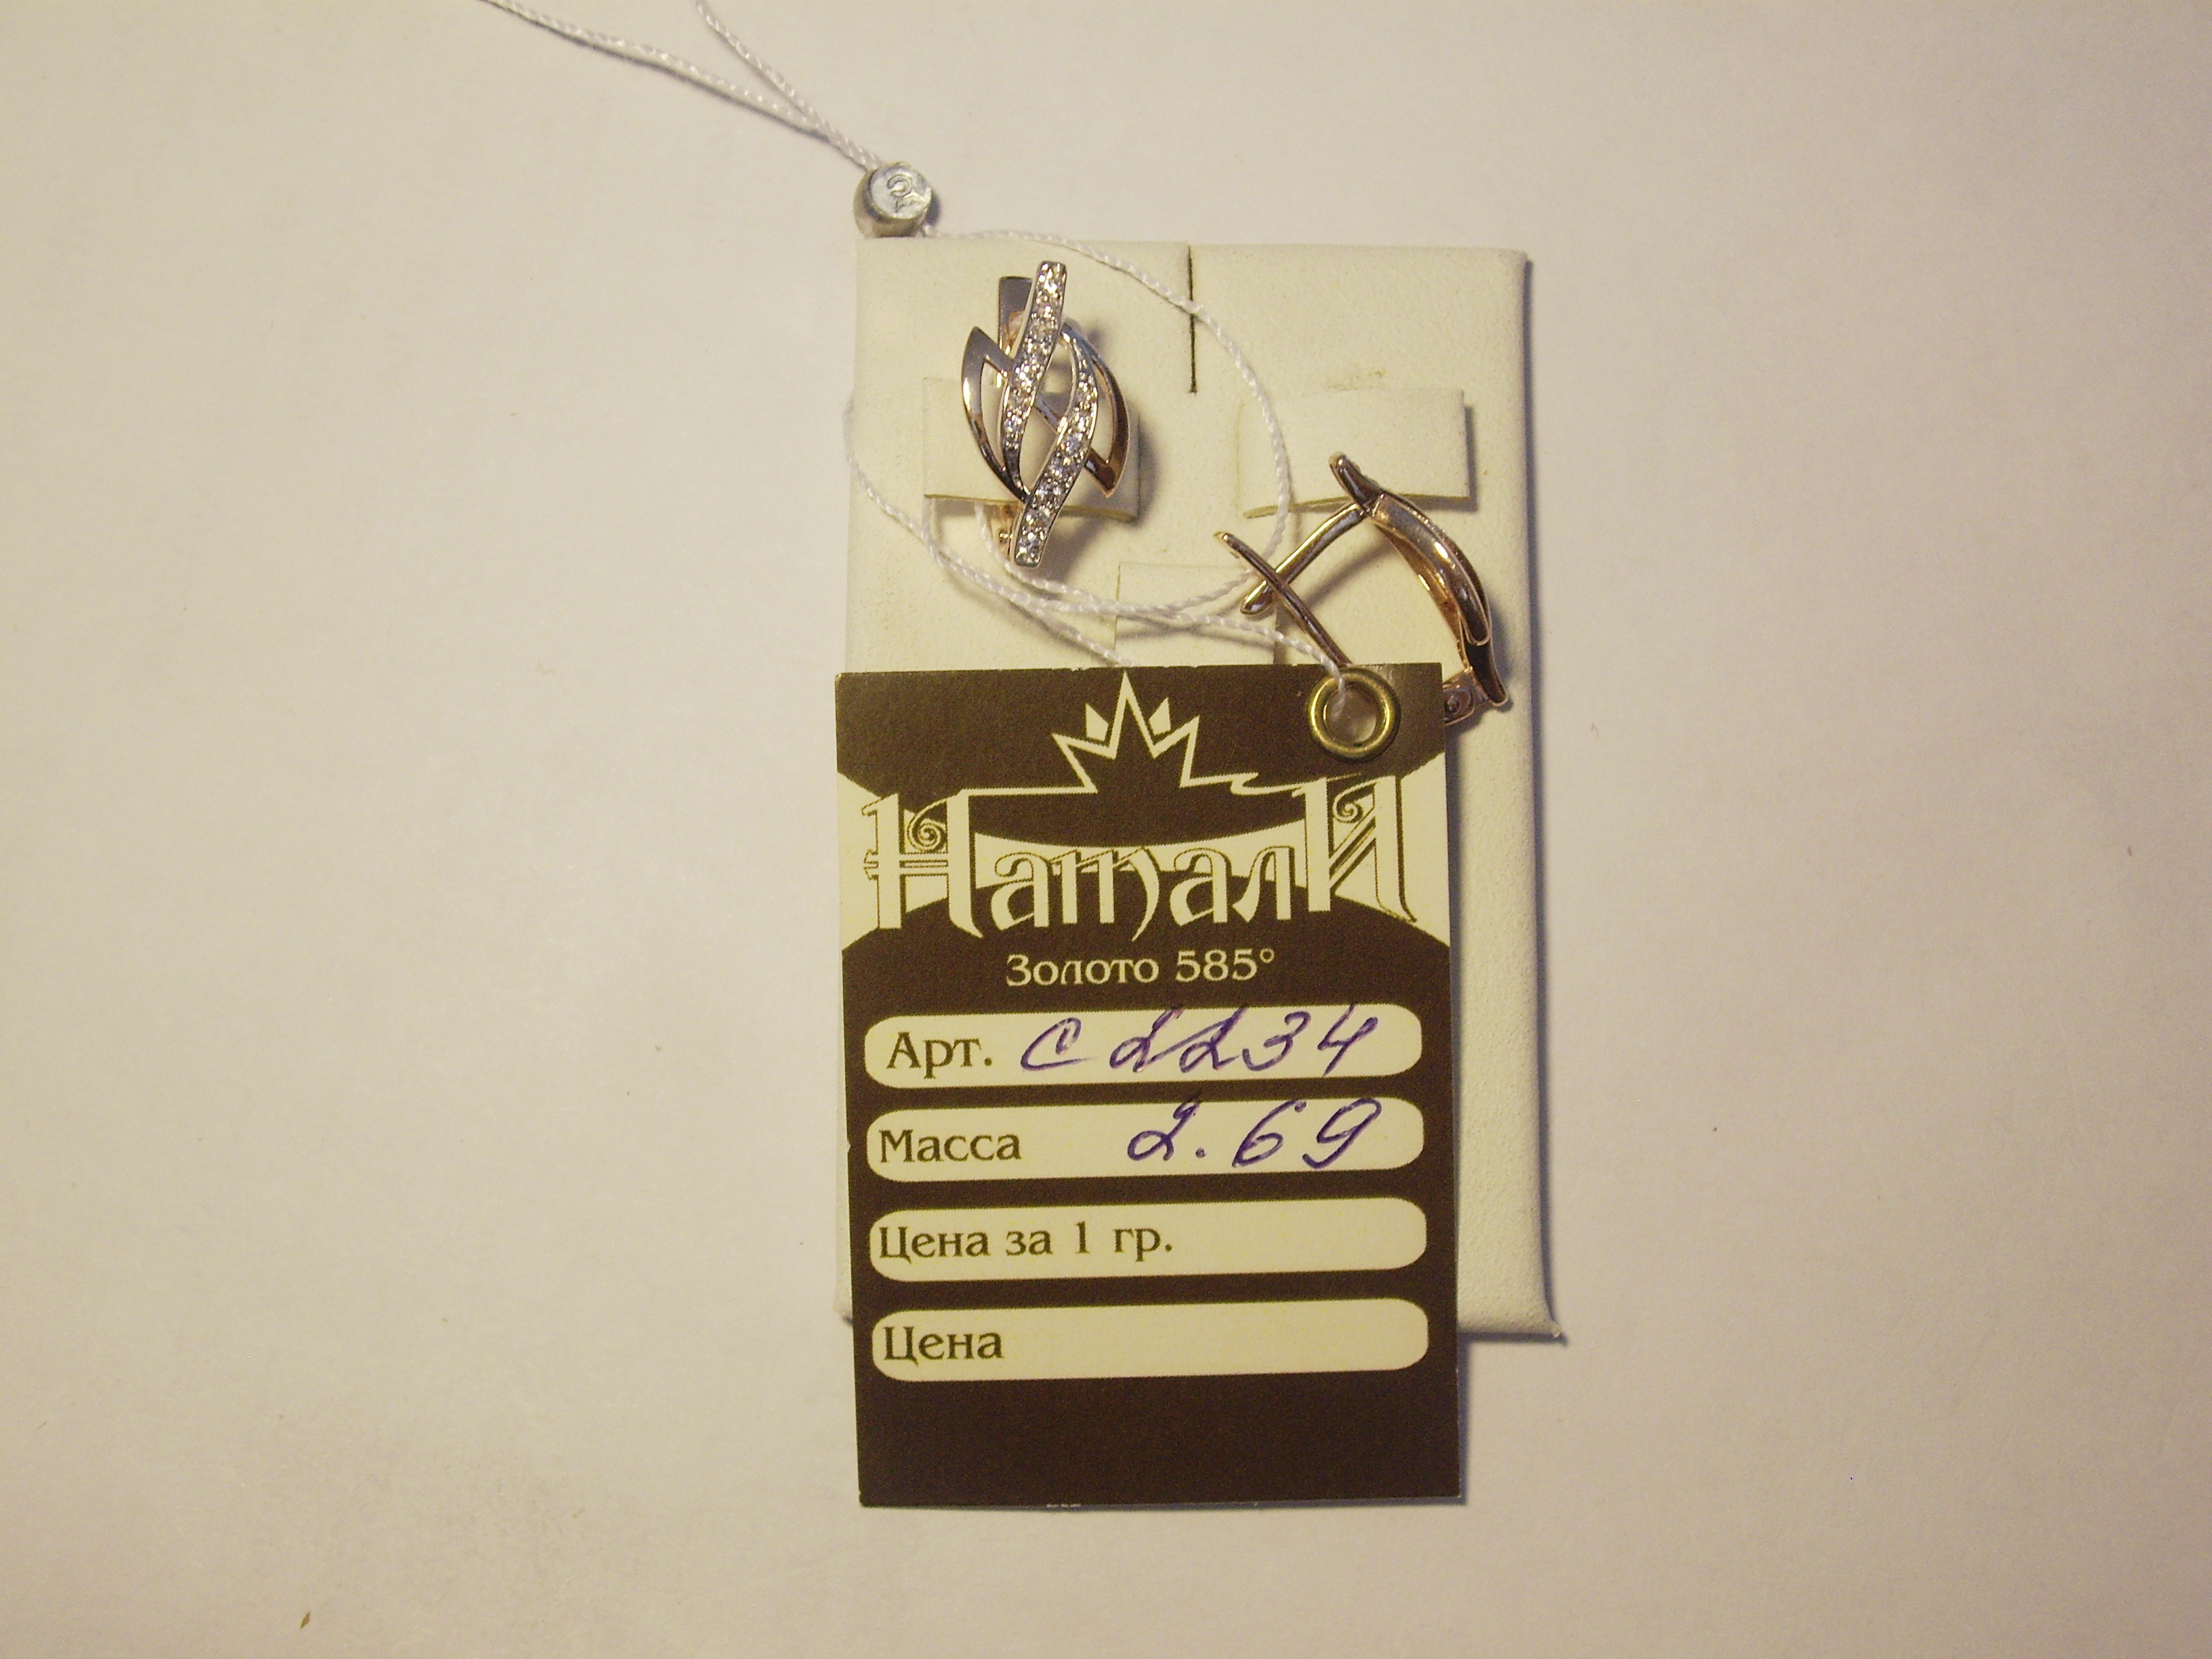 Натали
Золото 585°
Арт. С 2234
Масса 2.69
Цена за 1 гр.
Цена